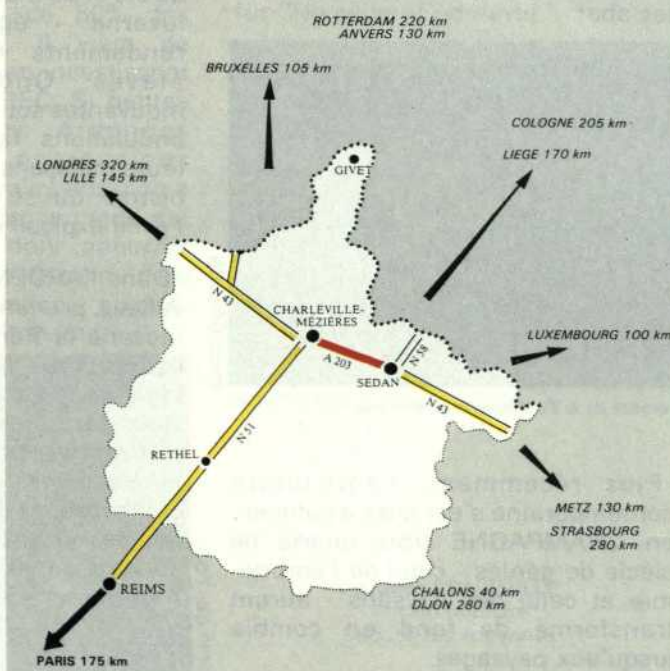 ROTTERDAM 220 km
ANVERS 130 km
BRUXELLES 105 km
COLOGNE 205 km
LIEGE 170 km
GIVET
LONDRES 320 km
LILLE 145 km
N 43
CHARLEVILLE-
MÉZIÈRES
A 203
N 58
LUXEMBOURG 100 km
SEDAN
N 43
N 51
RETHEL
METZ 130 km
STRASBOURG
280 km
REIMS
CHALONS 40 km
DIJON 280 km
PARIS 175 km